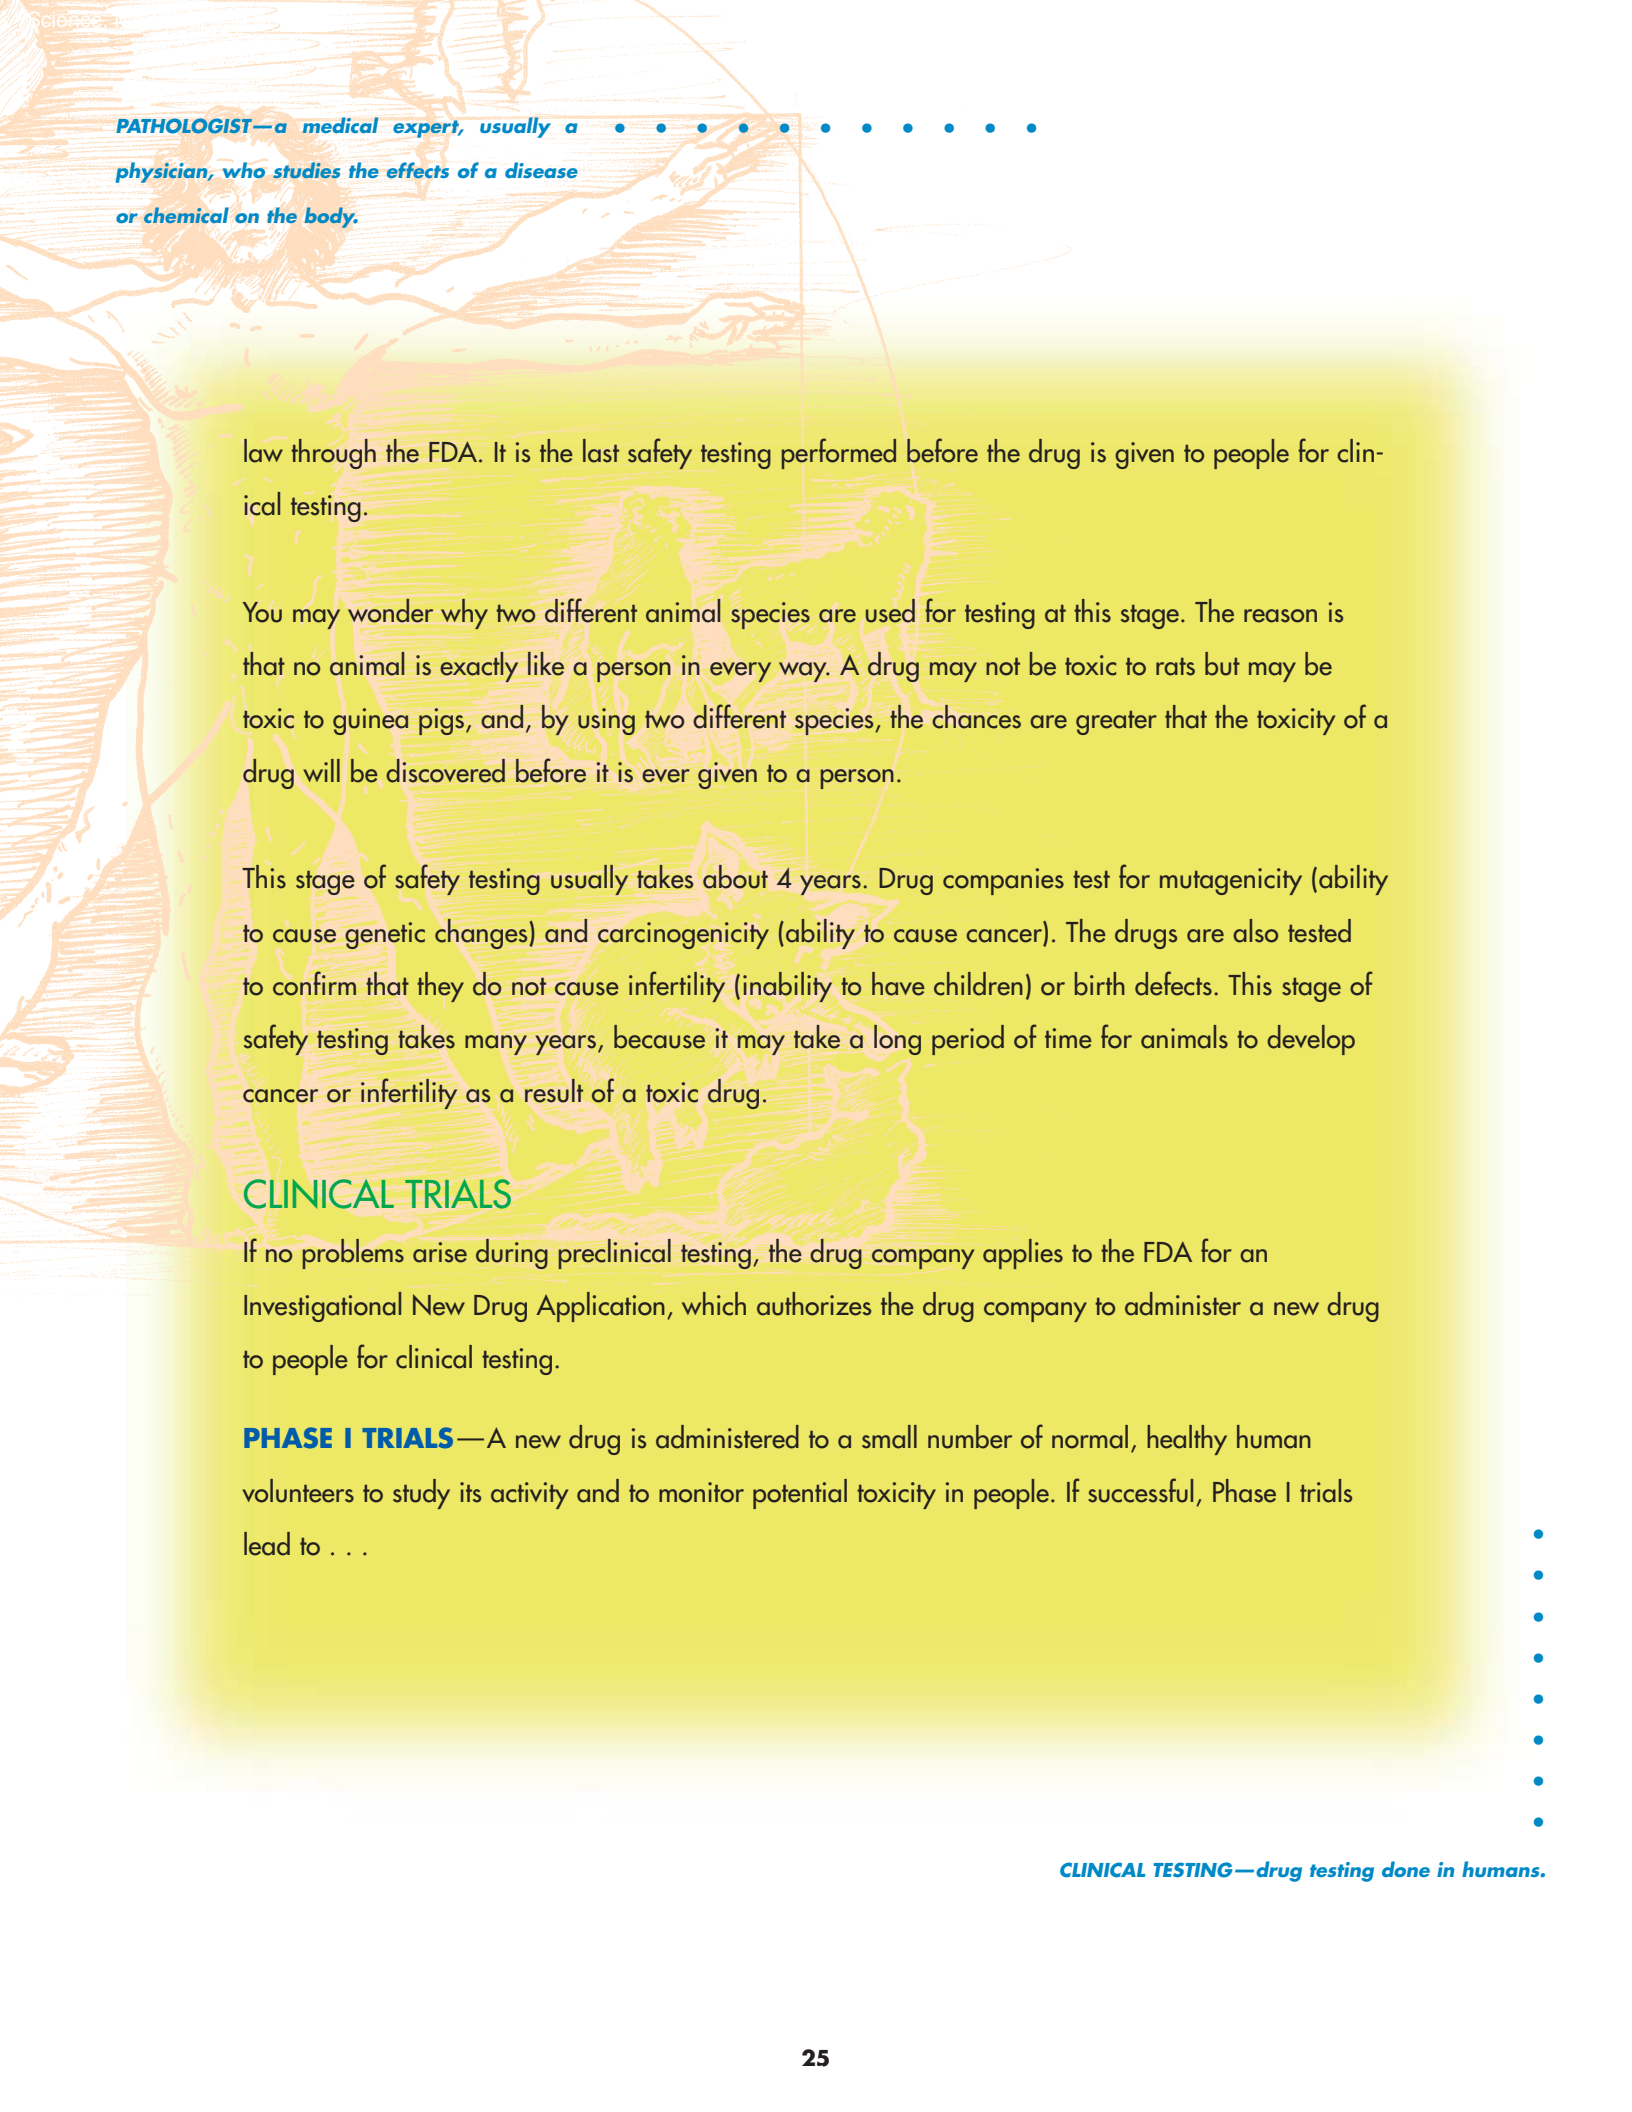 Science, 
PATHOLOGIST—a medical expert, usually a
physician, who studies the effects of a disease
or chemical on the body.
law through the FDA. It is the last safety testing performed before the drug is given to people for clin-
ical testing.
You may wonder why two different animal species are used for testing at this stage. The reason is
that no animal is exactly like a person in every way. A drug may not be toxic to rats but may be
toxic to guinea pigs, and, by using two different species, the chances are greater that the toxicity of a
drug will be discovered before it is ever given to a person.
This stage of safety testing usually takes about 4 years. Drug companies test for mutagenicity (ability
to cause genetic changes) and carcinogenicity (ability to cause cancer). The drugs are also tested
to confirm that they do not cause infertility (inability to have children) or birth defects. This stage of
safety testing takes many years, because it may take a long period of time for animals to develop
cancer or infertility as a result of a toxic drug.
CLINICAL TRIALS
If no problems arise during preclinical testing, the drug company applies to the FDA for an
Investigational New Drug Application, which authorizes the drug company to administer a new drug
to people for clinical testing.
PHASE I TRIALS—A new drug is administered to a small number of normal, healthy human
volunteers to study its activity and to monitor potential toxicity in people. If successful, Phase I trials
lead to . . .
CLINICAL TESTING—drug testing done in humans.
25